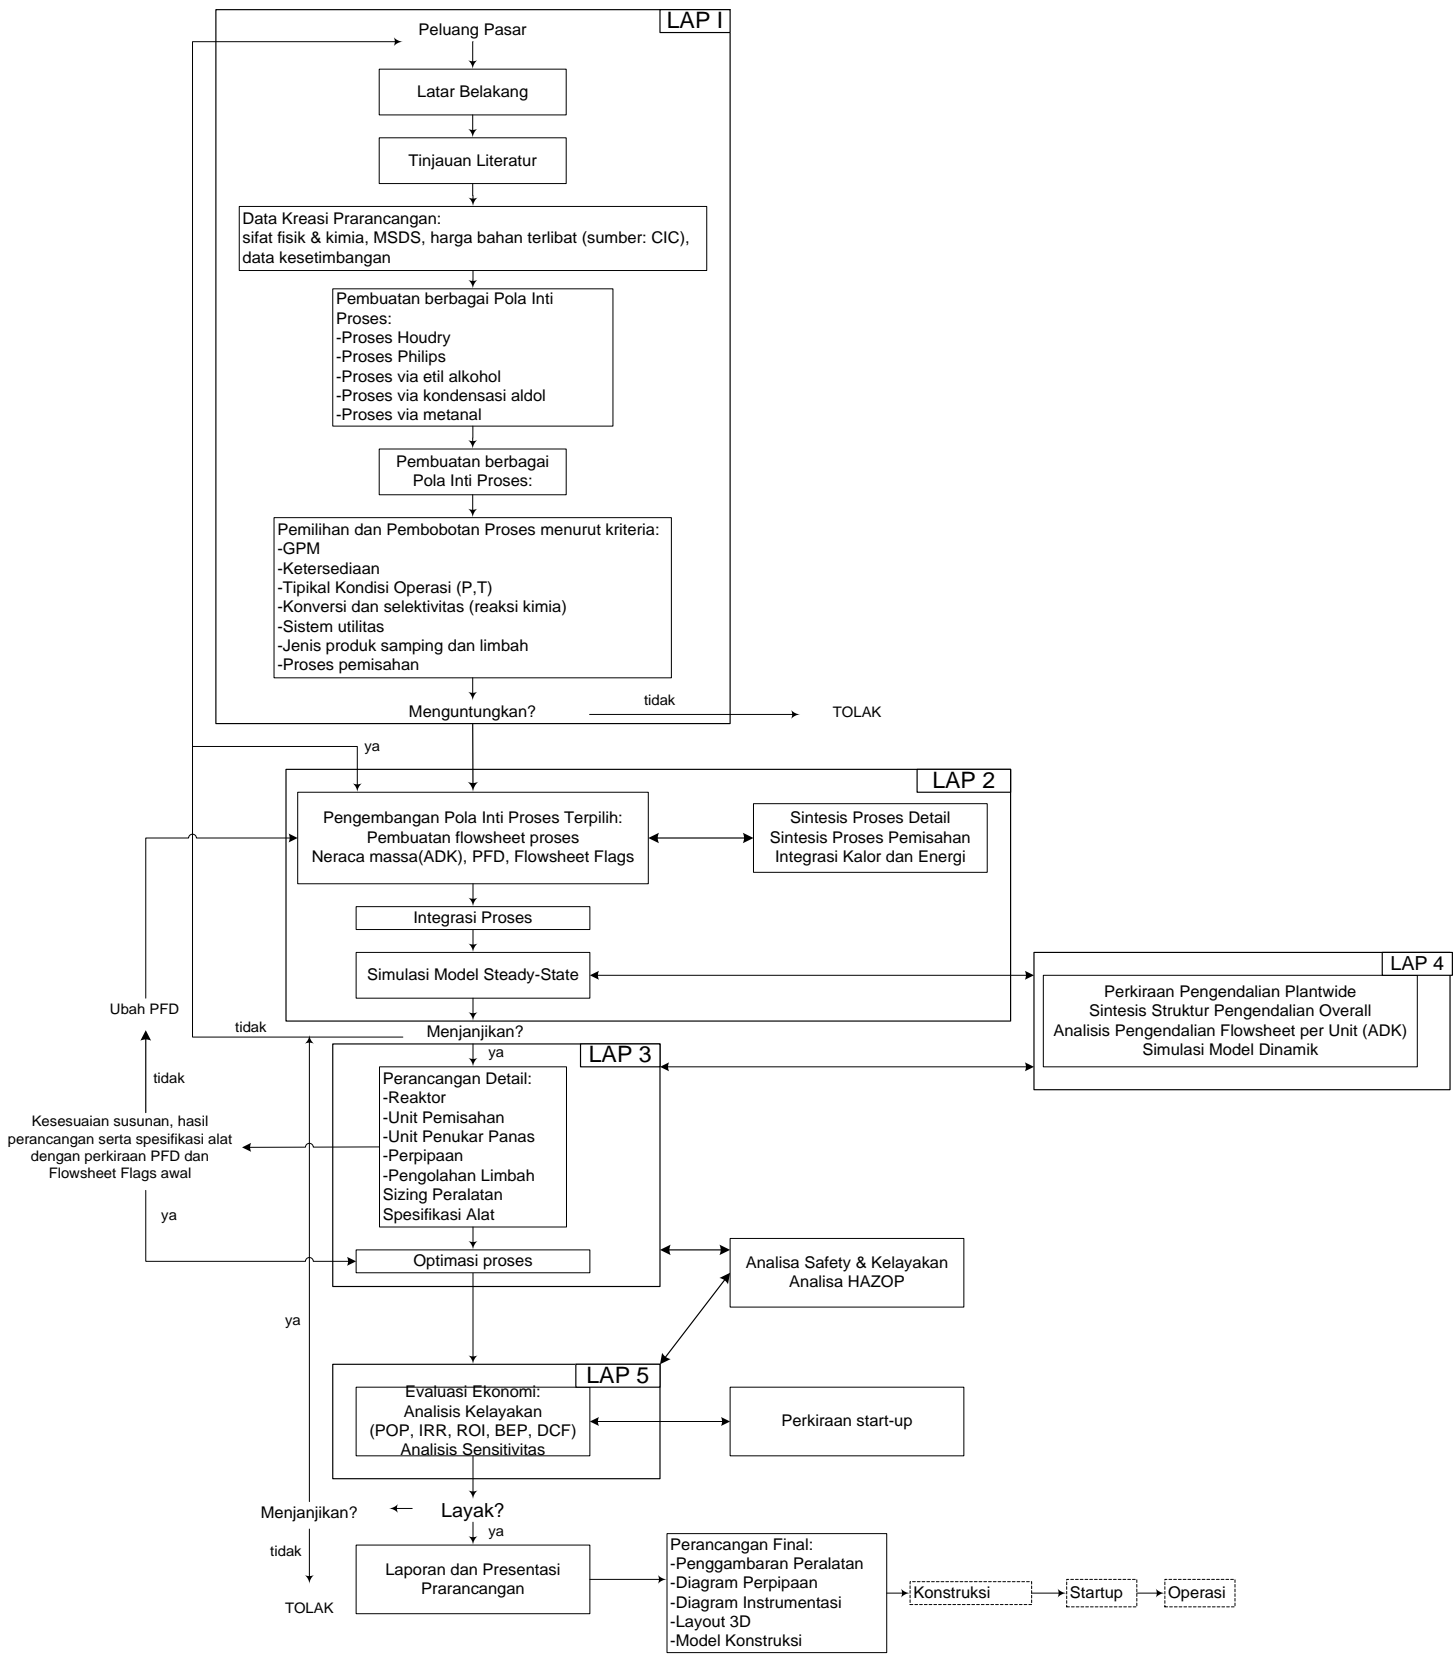 LAP I
Peluang Pasar
Latar Belakang
Tinjauan Literatur
Data Kreasi Prarancangan:
sifat fisik & kimia, MSDS, harga bahan terlibat (sumber: CIC),
data kesetimbangan
Pembuatan berbagai Pola Inti
Proses:
-Proses Houdry
-Proses Philips
-Proses via etil alkohol
-Proses via kondensasi aldol
-Proses via metanal
Pembuatan berbagai
Pola Inti Proses:
Pemilihan dan Pembobotan Proses menurut kriteria:
-GPM
-Ketersediaan
-Tipikal Kondisi Operasi (P,T)
-Konversi dan selektivitas (reaksi kimia)
-Sistem utilitas
-Jenis produk samping dan limbah
-Proses pemisahan
Menguntungkan?
tidak
TOLAK
ya
LAP 2
Pengembangan Pola Inti Proses Terpilih:
Pembuatan flowsheet proses
Neraca massa(ADK), PFD, Flowsheet Flags
Sintesis Proses Detail
Sintesis Proses Pemisahan
Integrasi Kalor dan Energi
Integrasi Proses
Simulasi Model Steady-State
LAP 4
Perkiraan Pengendalian Plantwide
Sintesis Struktur Pengendalian Overall
Analisis Pengendalian Flowsheet per Unit (ADK)
Simulasi Model Dinamik
Ubah PFD
tidak
Menjanjikan?
ya
LAP 3
Perancangan Detail:
-Reaktor
-Unit Pemisahan
-Unit Penukar Panas
-Perpipaan
-Pengolahan Limbah
Sizing Peralatan
Spesifikasi Alat
tidak
Kesesuaian susunan, hasil
perancangan serta spesifikasi alat
dengan perkiraan PFD dan
Flowsheet Flags awal
ya
Optimasi proses
Analisa Safety & Kelayakan
Analisa HAZOP
ya
LAP 5
Evaluasi Ekonomi:
Analisis Kelayakan
(POP, IRR, ROI, BEP, DCF)
Analisis Sensitivitas
Perkiraan start-up
Menjanjikan?
Layak?
ya
tidak
TOLAK
Laporan dan Presentasi
Prarancangan
Perancangan Final:
-Penggambaran Peralatan
-Diagram Perpipaan
-Diagram Instrumentasi
-Layout 3D
-Model Konstruksi
Konstruksi
Startup
Operasi